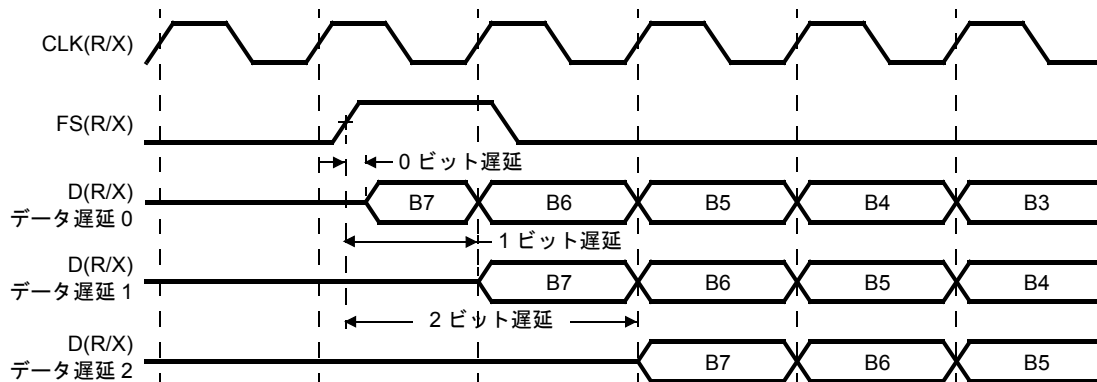 CLK(R/X)
FS(R/X)
0 ビット遅延
D(R/X)
データ遅延 0
B7 B6 B5 B4 B3
1 ビット遅延
D(R/X)
データ遅延 1
B7 B6 B5 B4
2 ビット遅延
D(R/X)
データ遅延 2
B7 B6 B5